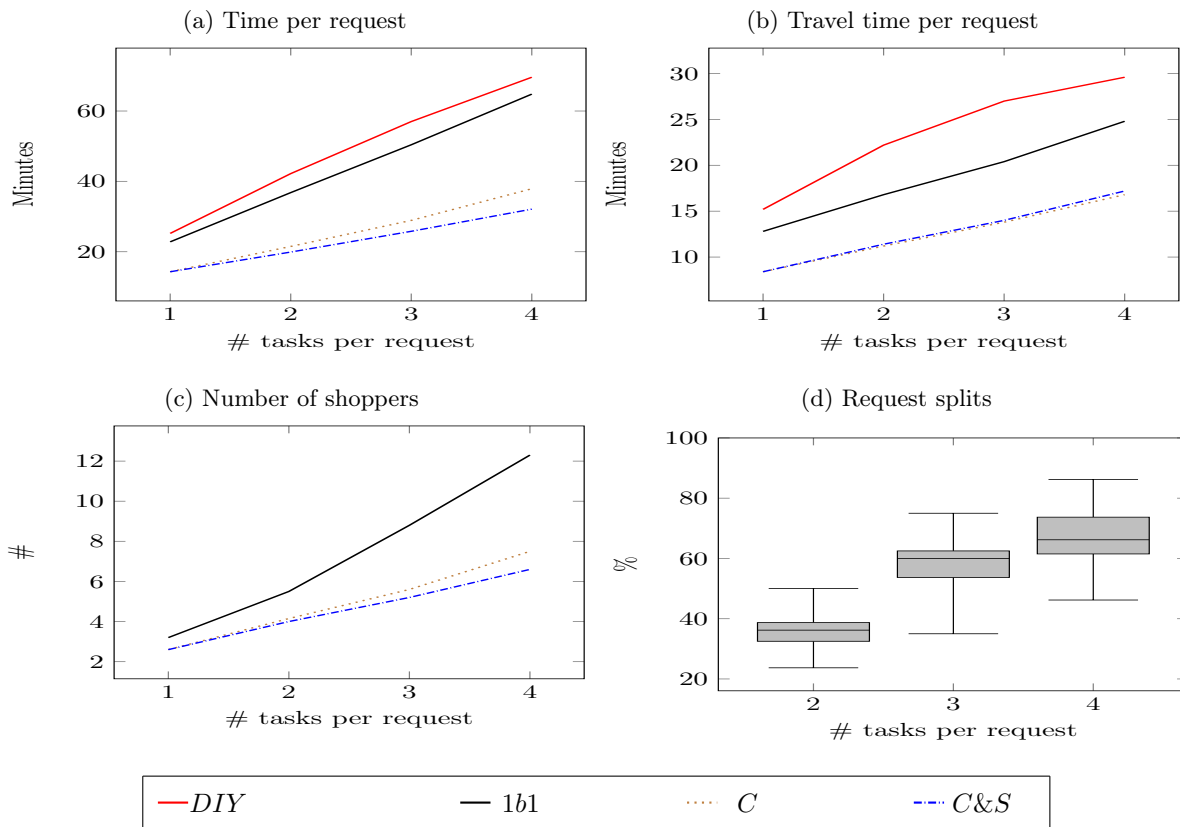 (a) Time per request
60
40
20
Minutes
1 2 3 4
# tasks per request
(b) Travel time per request
30
25
20
15
10
Minutes
1 2 3 4
# tasks per request
(c) Number of shoppers
12
10
8
6
4
2
#
1 2 3 4
# tasks per request
(d) Request splits
100
80
60
40
20
%
2 3 4
# tasks per request
DIY 1b1 C C&S